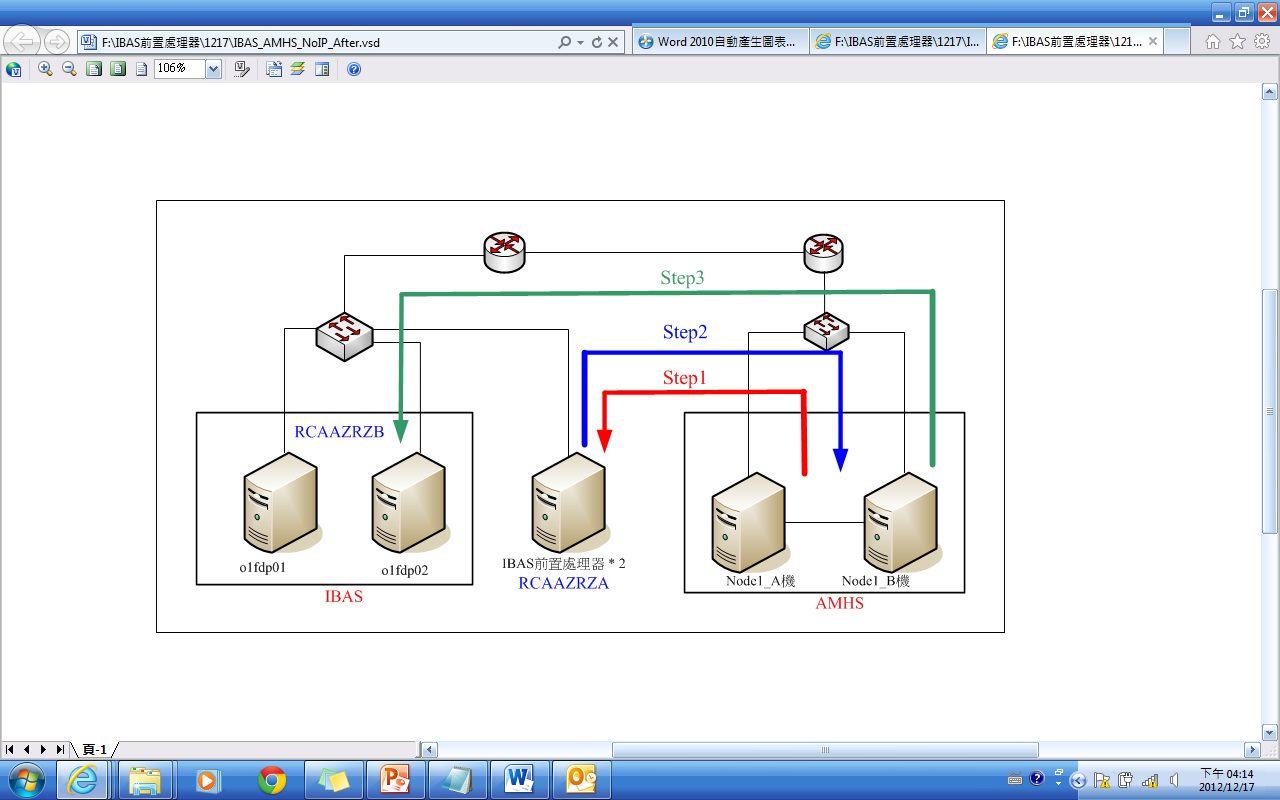 F:\IBAS前置處理器\1217\IBAS_AMHS_NoIP_After.vsd
Word 2010自動產生圖表...
F:\IBAS前置處理器\1217\I...
F:\IBAS前置處理器\121...
106%
Step3
Step2
Step1
RCAAZRZB
o1fdp01
o1fdp02
IBAS前置處理器 * 2
RCAAZRZA
Node1_A機
Node1_B機
IBAS
AMHS
頁-1
下午 04:14
2012/12/17